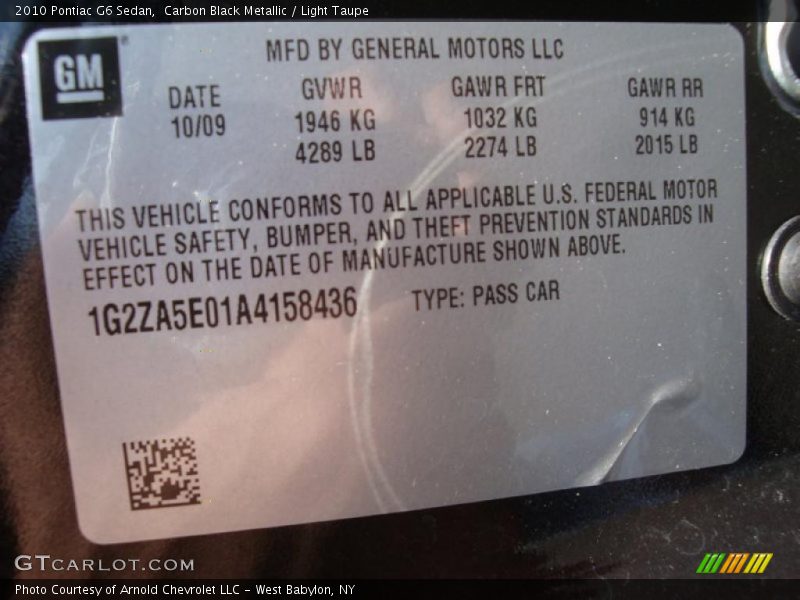 2010 Pontiac G6 Sedan, Carbon Black Metallic / Light Taupe
GM
MFD BY GENERAL MOTORS LLC
DATE GVWR GAWR FRT GAWR RR
10/09 1946 KG 1032 KG 914 KG
4289 LB 2274 LB 2015 LB
THIS VEHICLE CONFORMS TO ALL APPLICABLE U.S. FEDERAL MOTOR
VEHICLE SAFETY, BUMPER, AND THEFT PREVENTION STANDARDS IN
EFFECT ON THE DATE OF MANUFACTURE SHOWN ABOVE.
1G2ZA5E01A4158436 TYPE: PASS CAR
GTCARLOT.COM
Photo Courtesy of Arnold Chevrolet LLC - West Babylon, NY